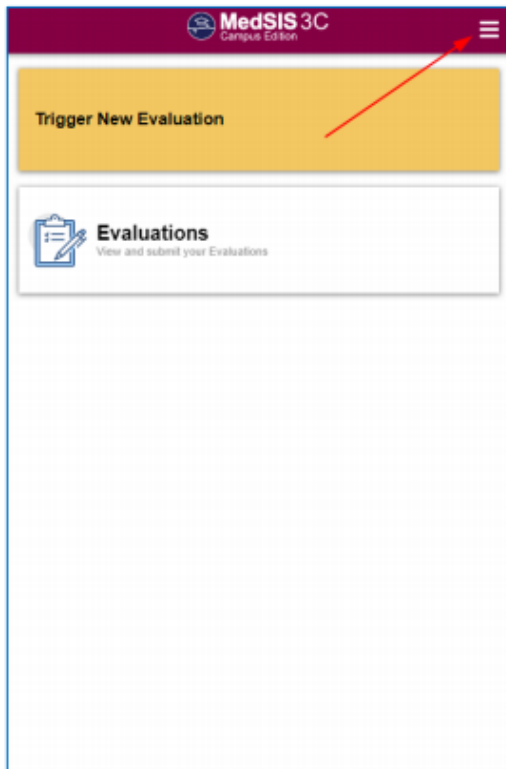 MedSIS 3C
Campus Edition
Trigger New Evaluation
Evaluations
View and submit your Evaluations